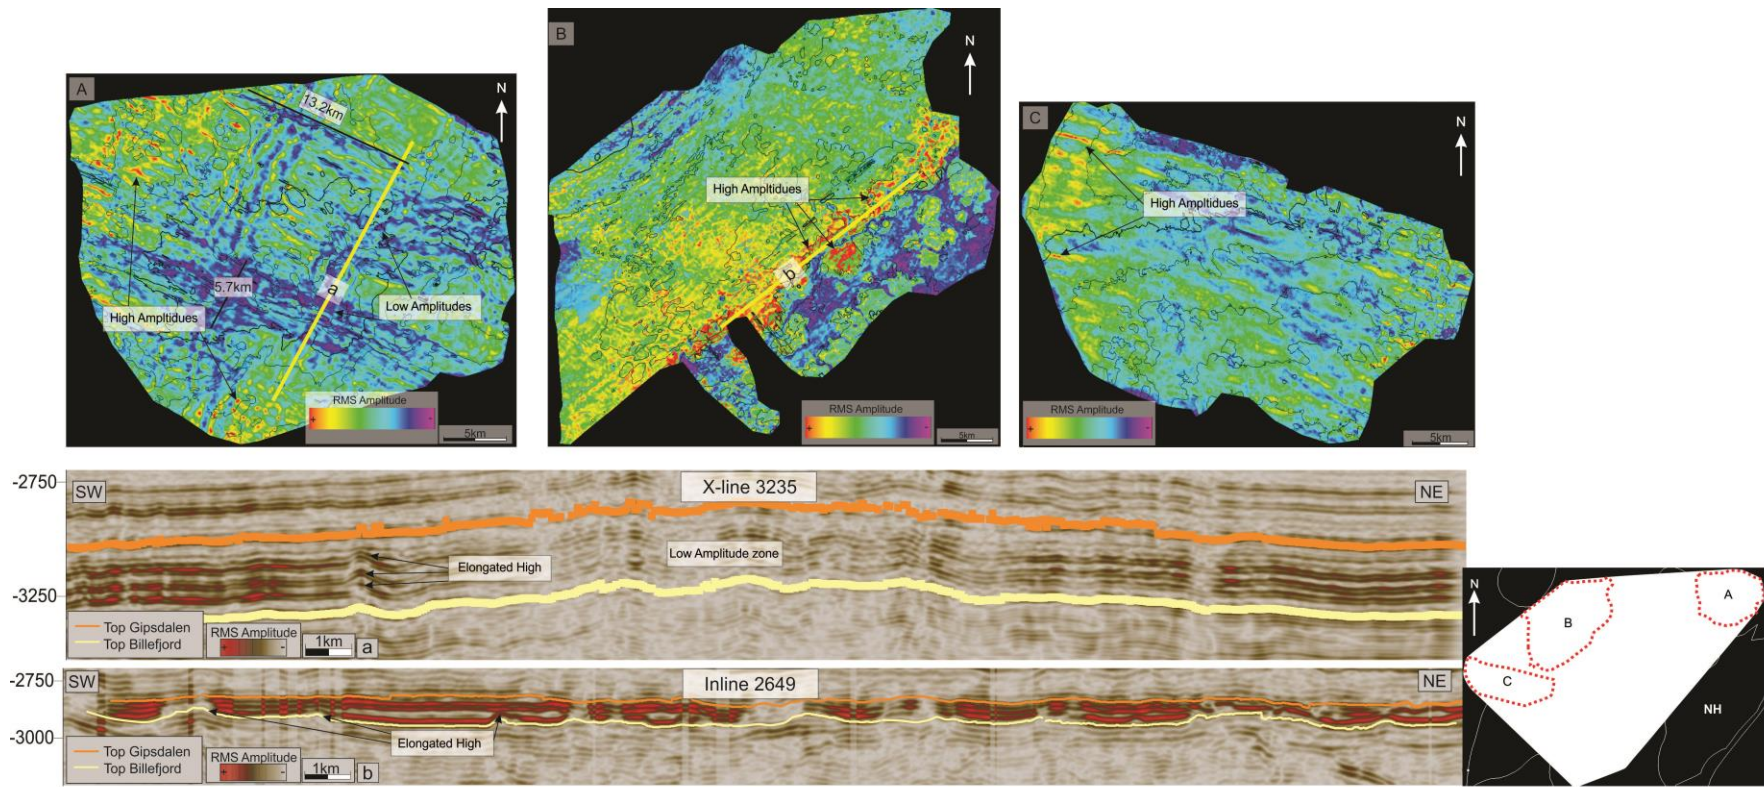 A
N
13.2km
5.7km
a
High Ampltidues
Low Amplitudes
RMS Amplitude
+ -
5km
B
N
High Ampltidues
b
RMS Amplitude
+ -
5km
C
N
High Ampltidues
RMS Amplitude
+ -
5km
-2750
-3250
SW
X-line 3235
NE
Low Amplitude zone
Elongated High
Top Gipsdalen
Top Billefjord
RMS Amplitude
+ -
1km
a
-2750
-3000
SW
Inline 2649
NE
Elongated High
Top Gipsdalen
Top Billefjord
RMS Amplitude
+ -
1km
b
N
A
B
C
NH